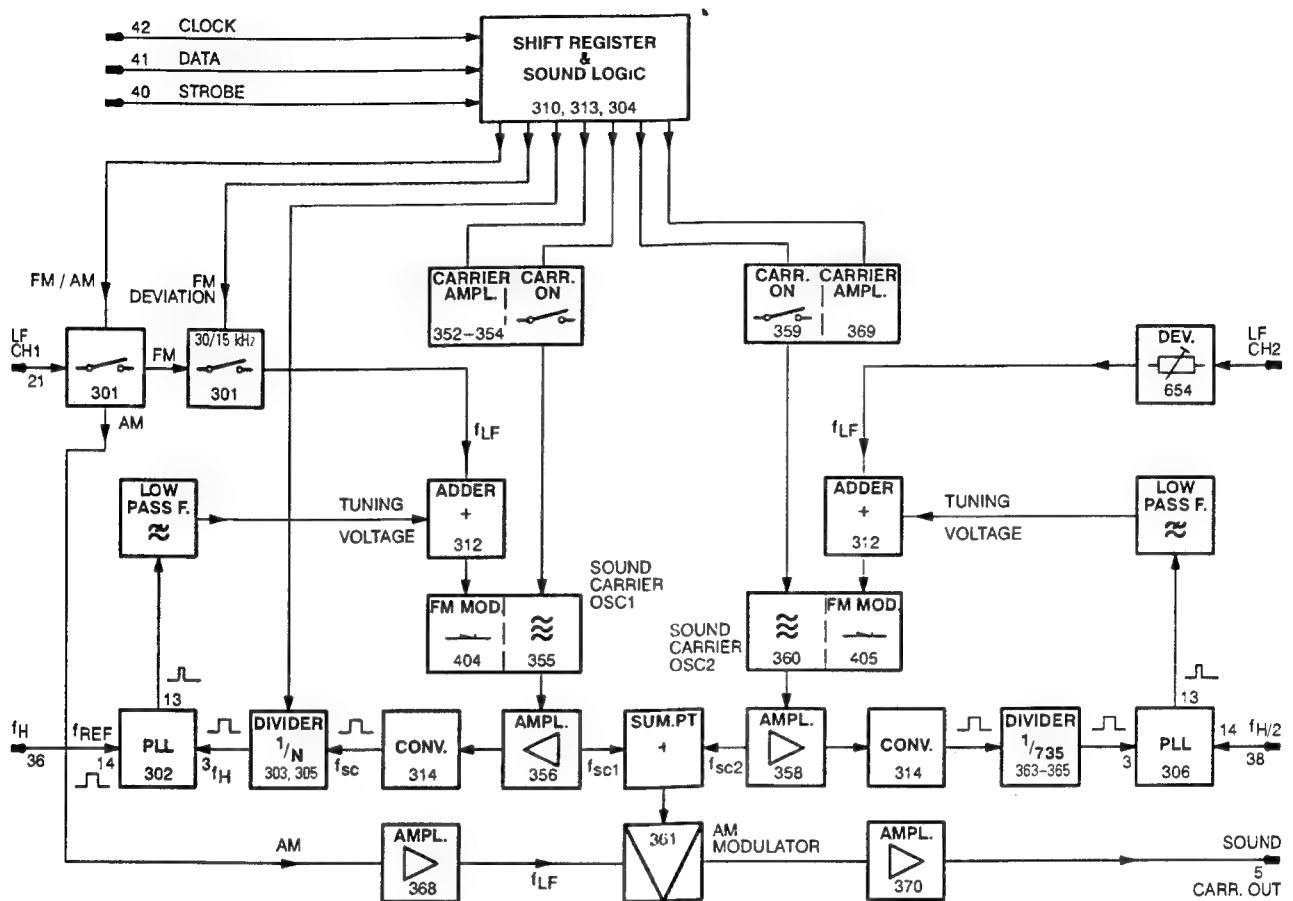 42 CLOCK
41 DATA
40 STROBE
SHIFT REGISTER
&
SOUND LOGIC
310, 313, 304
FM / AM
FM
DEVIATION
LF
CH1
21
301
FM
30/15 kHz
301
AM
CARRIER
AMPL.
352–354
CARR.
ON
CARR.
ON
359
CARRIER
AMPL.
369
DEV.
654
LF
CH2
fLF
fLF
LOW
PASS F.
TUNING
VOLTAGE
ADDER
+
312
ADDER
+
312
TUNING
VOLTAGE
LOW
PASS F.
FM MOD.
404
355
SOUND
CARRIER
OSC1
SOUND
CARRIER
OSC2
360
FM MOD.
405
13
13
fH
36
fREF
14
PLL
302
3
fH
DIVIDER
1/N
303, 305
fsc
CONV.
314
AMPL.
356
fsc1
SUM.PT
+
fsc2
AMPL.
358
CONV.
314
DIVIDER
1/735
363–365
3
PLL
306
14
fH/2
38
AM
AMPL.
368
fLF
361
AM
MODULATOR
AMPL.
370
SOUND
5
CARR. OUT